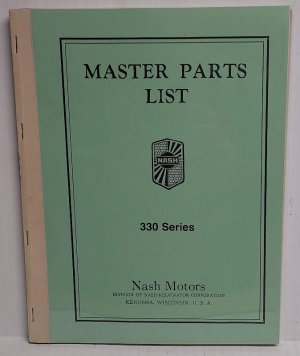 MASTER PARTS
LIST
NASH
330 Series
Nash Motors
DIVISION OF NASH-KELVINATOR CORPORATION
KENOSHA, WISCONSIN, U. S. A.